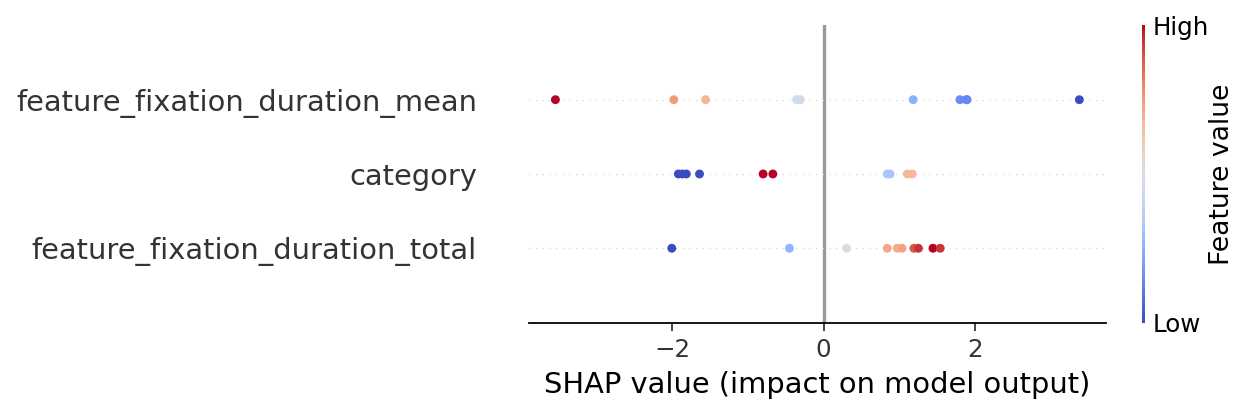 High
feature_fixation_duration_mean
category
feature_fixation_duration_total
Feature value
Low
−2 0 2
SHAP value (impact on model output)